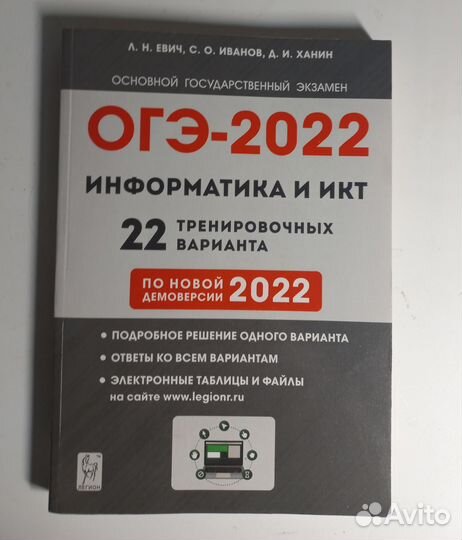 Л. Н. ЕВИЧ, С. О. ИВАНОВ, Д. И. ХАНИН
ОСНОВНОЙ ГОСУДАРСТВЕННЫЙ ЭКЗАМЕН
ОГЭ-2022
ИНФОРМАТИКА И ИКТ
22 ТРЕНИРОВОЧНЫХ
ВАРИАНТА
ПО НОВОЙ
ДЕМОВЕРСИИ 2022
• ПОДРОБНОЕ РЕШЕНИЕ ОДНОГО ВАРИАНТА
• ОТВЕТЫ КО ВСЕМ ВАРИАНТАМ
• ЭЛЕКТРОННЫЕ ТАБЛИЦЫ И ФАЙЛЫ
на сайте www.legionr.ru
ЛЕГИОН
Avito